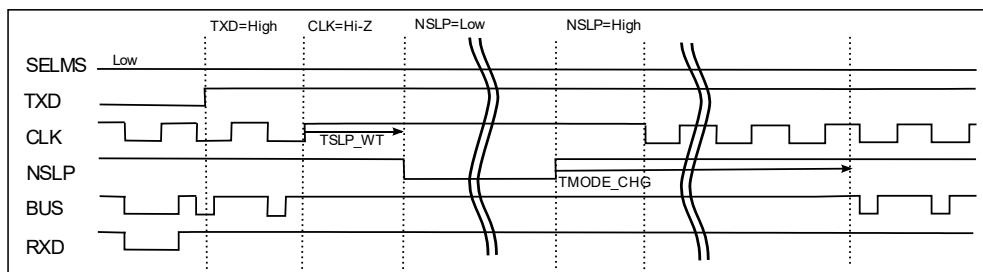 TXD=High CLK=Hi-Z NSLP=Low NSLP=High
SELMS Low
TXD
CLK TSLP_WT
NSLP TMODE_CHG
BUS
RXD